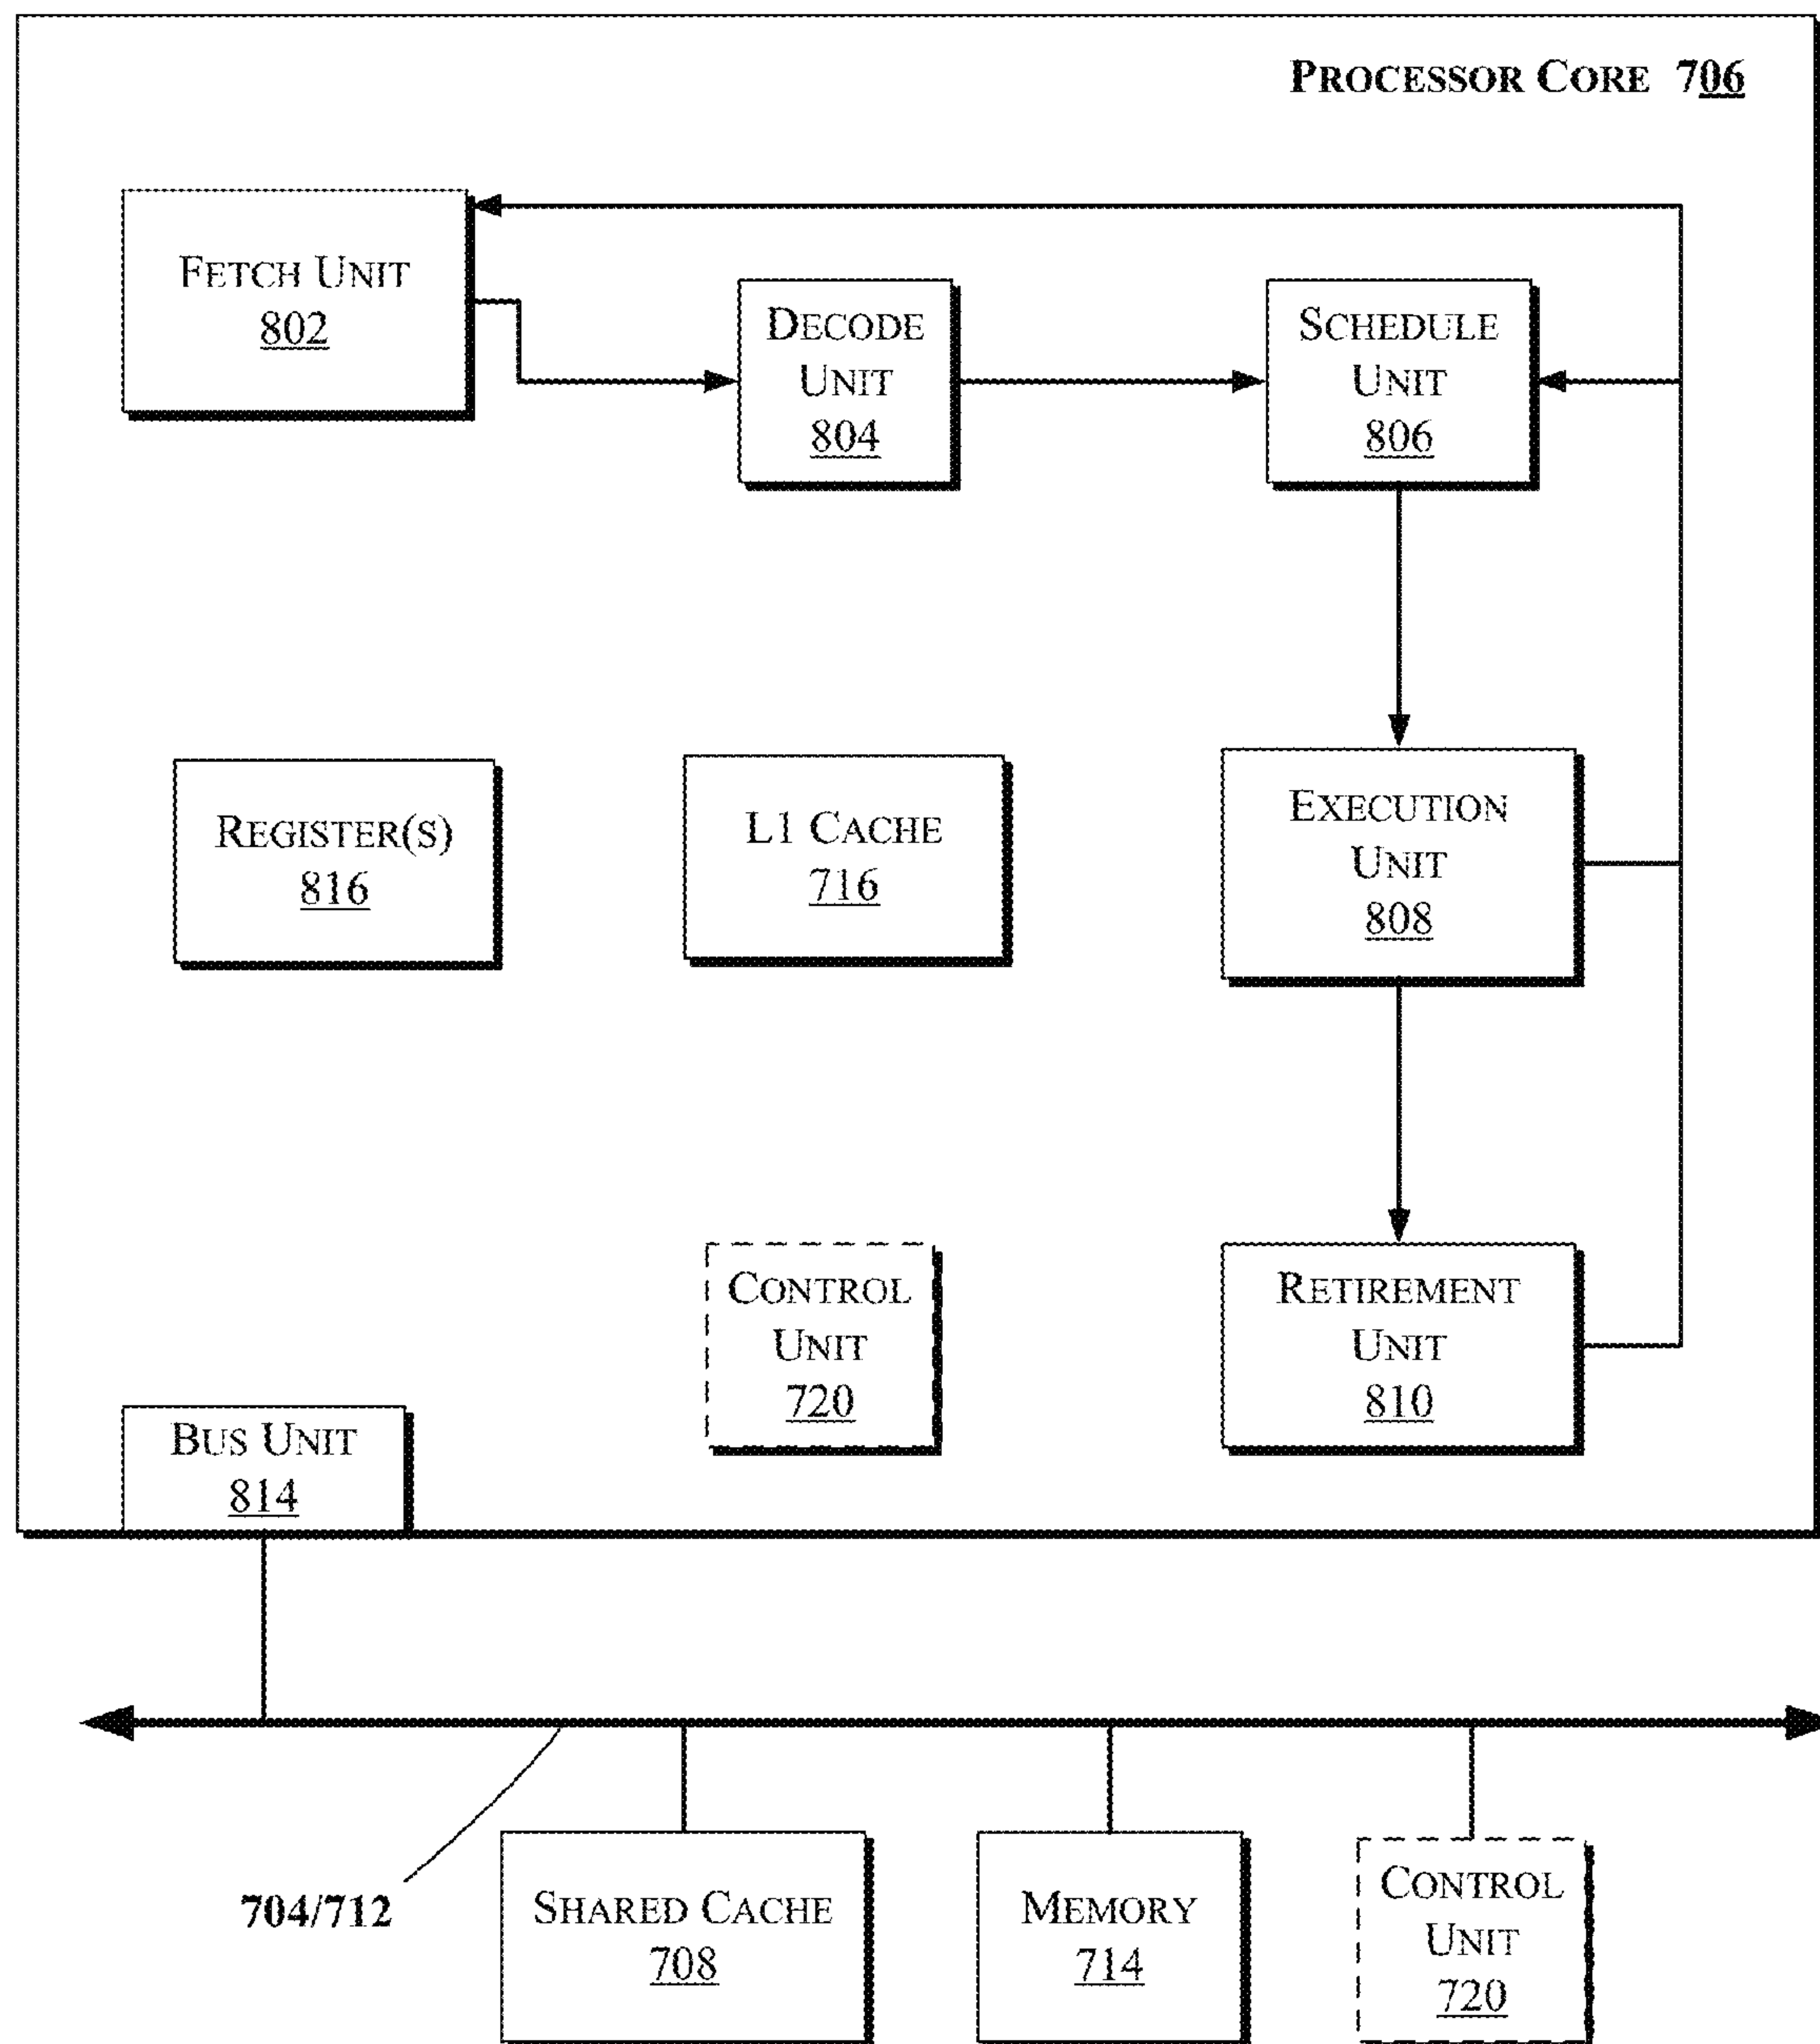 PROCESSOR CORE 706
FETCH UNIT
802
DECODE
UNIT
804
SCHEDULE
UNIT
806
REGISTER(S)
816
L1 CACHE
716
EXECUTION
UNIT
808
CONTROL
UNIT
720
RETIREMENT
UNIT
810
BUS UNIT
814
704/712
SHARED CACHE
708
MEMORY
714
CONTROL
UNIT
720